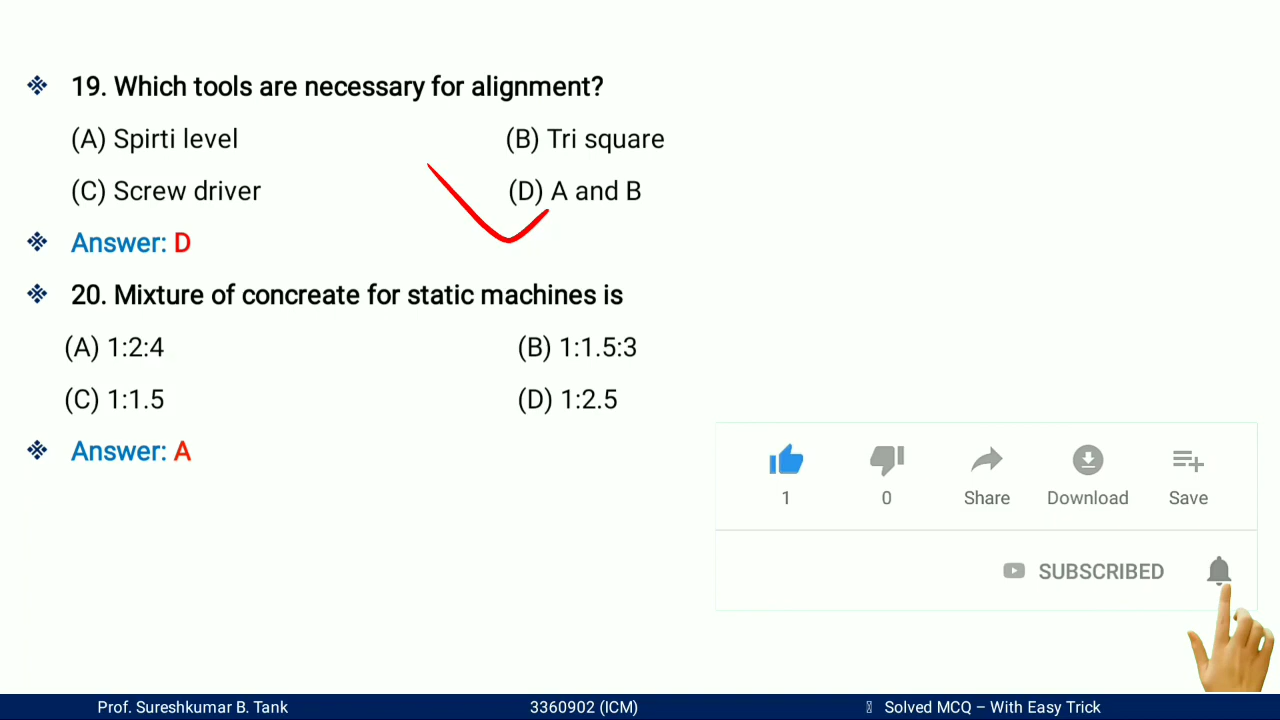 19. Which tools are necessary for alignment?
(A) Spirti level (B) Tri square
(C) Screw driver (D) A and B
Answer: D
20. Mixture of concreate for static machines is
(A) 1:2:4 (B) 1:1.5:3
(C) 1:1.5 (D) 1:2.5
Answer: A
1 0 Share Download Save
SUBSCRIBED
Prof. Sureshkumar B. Tank 3360902 (ICM) Solved MCQ – With Easy Trick